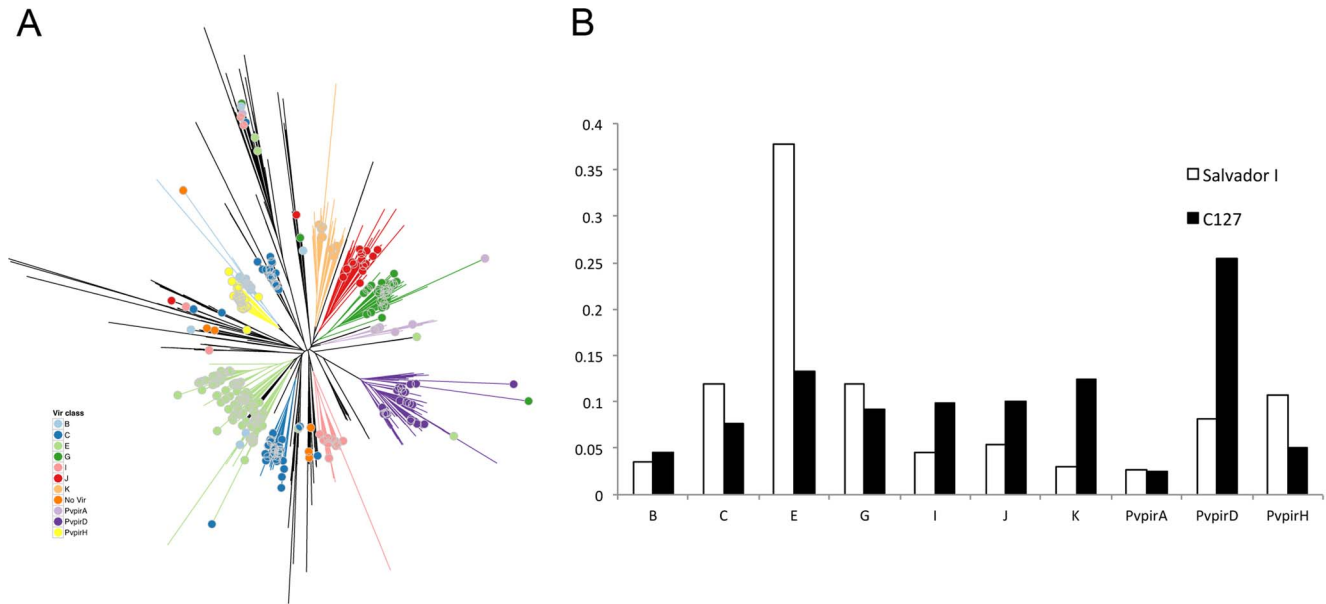 A
Vir class
B
C
E
G
I
J
K
No Vir
PvpirA
PvpirD
PvpirH
B
0.4
0.35
0.3
0.25
0.2
0.15
0.1
0.05
0
Salvador I
C127
B C E G I J K PvpirA PvpirD PvpirH